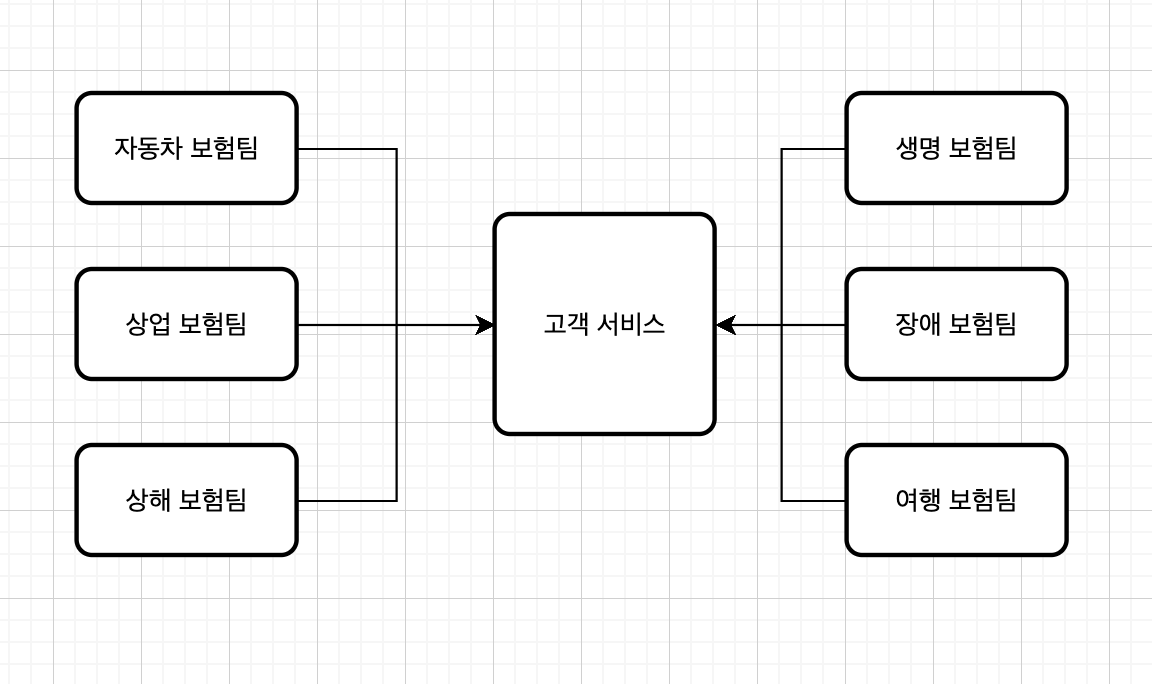 자동차 보험팀
상업 보험팀
상해 보험팀
고객 서비스
생명 보험팀
장애 보험팀
여행 보험팀